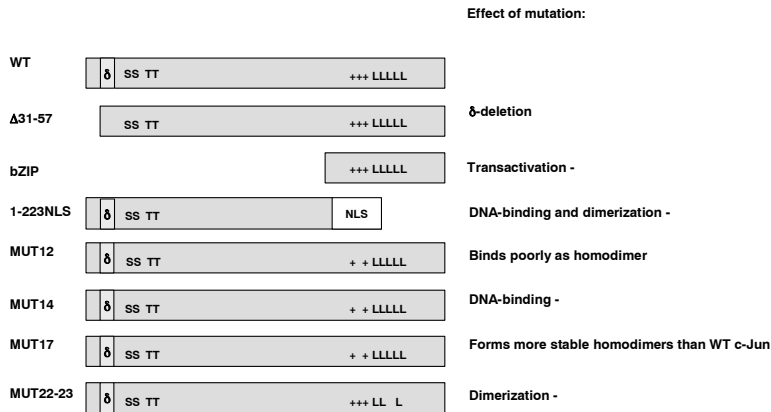 Effect of mutation:
WT
δ SS TT +++ LLLLL
Δ31-57
SS TT +++ LLLLL
δ-deletion
bZIP
+++ LLLLL
Transactivation -
1-223NLS
δ SS TT NLS
DNA-binding and dimerization -
MUT12
δ SS TT + + LLLLL
Binds poorly as homodimer
MUT14
δ SS TT + + LLLLL
DNA-binding -
MUT17
δ SS TT + + LLLLL
Forms more stable homodimers than WT c-Jun
MUT22-23
δ SS TT +++ LL L
Dimerization -